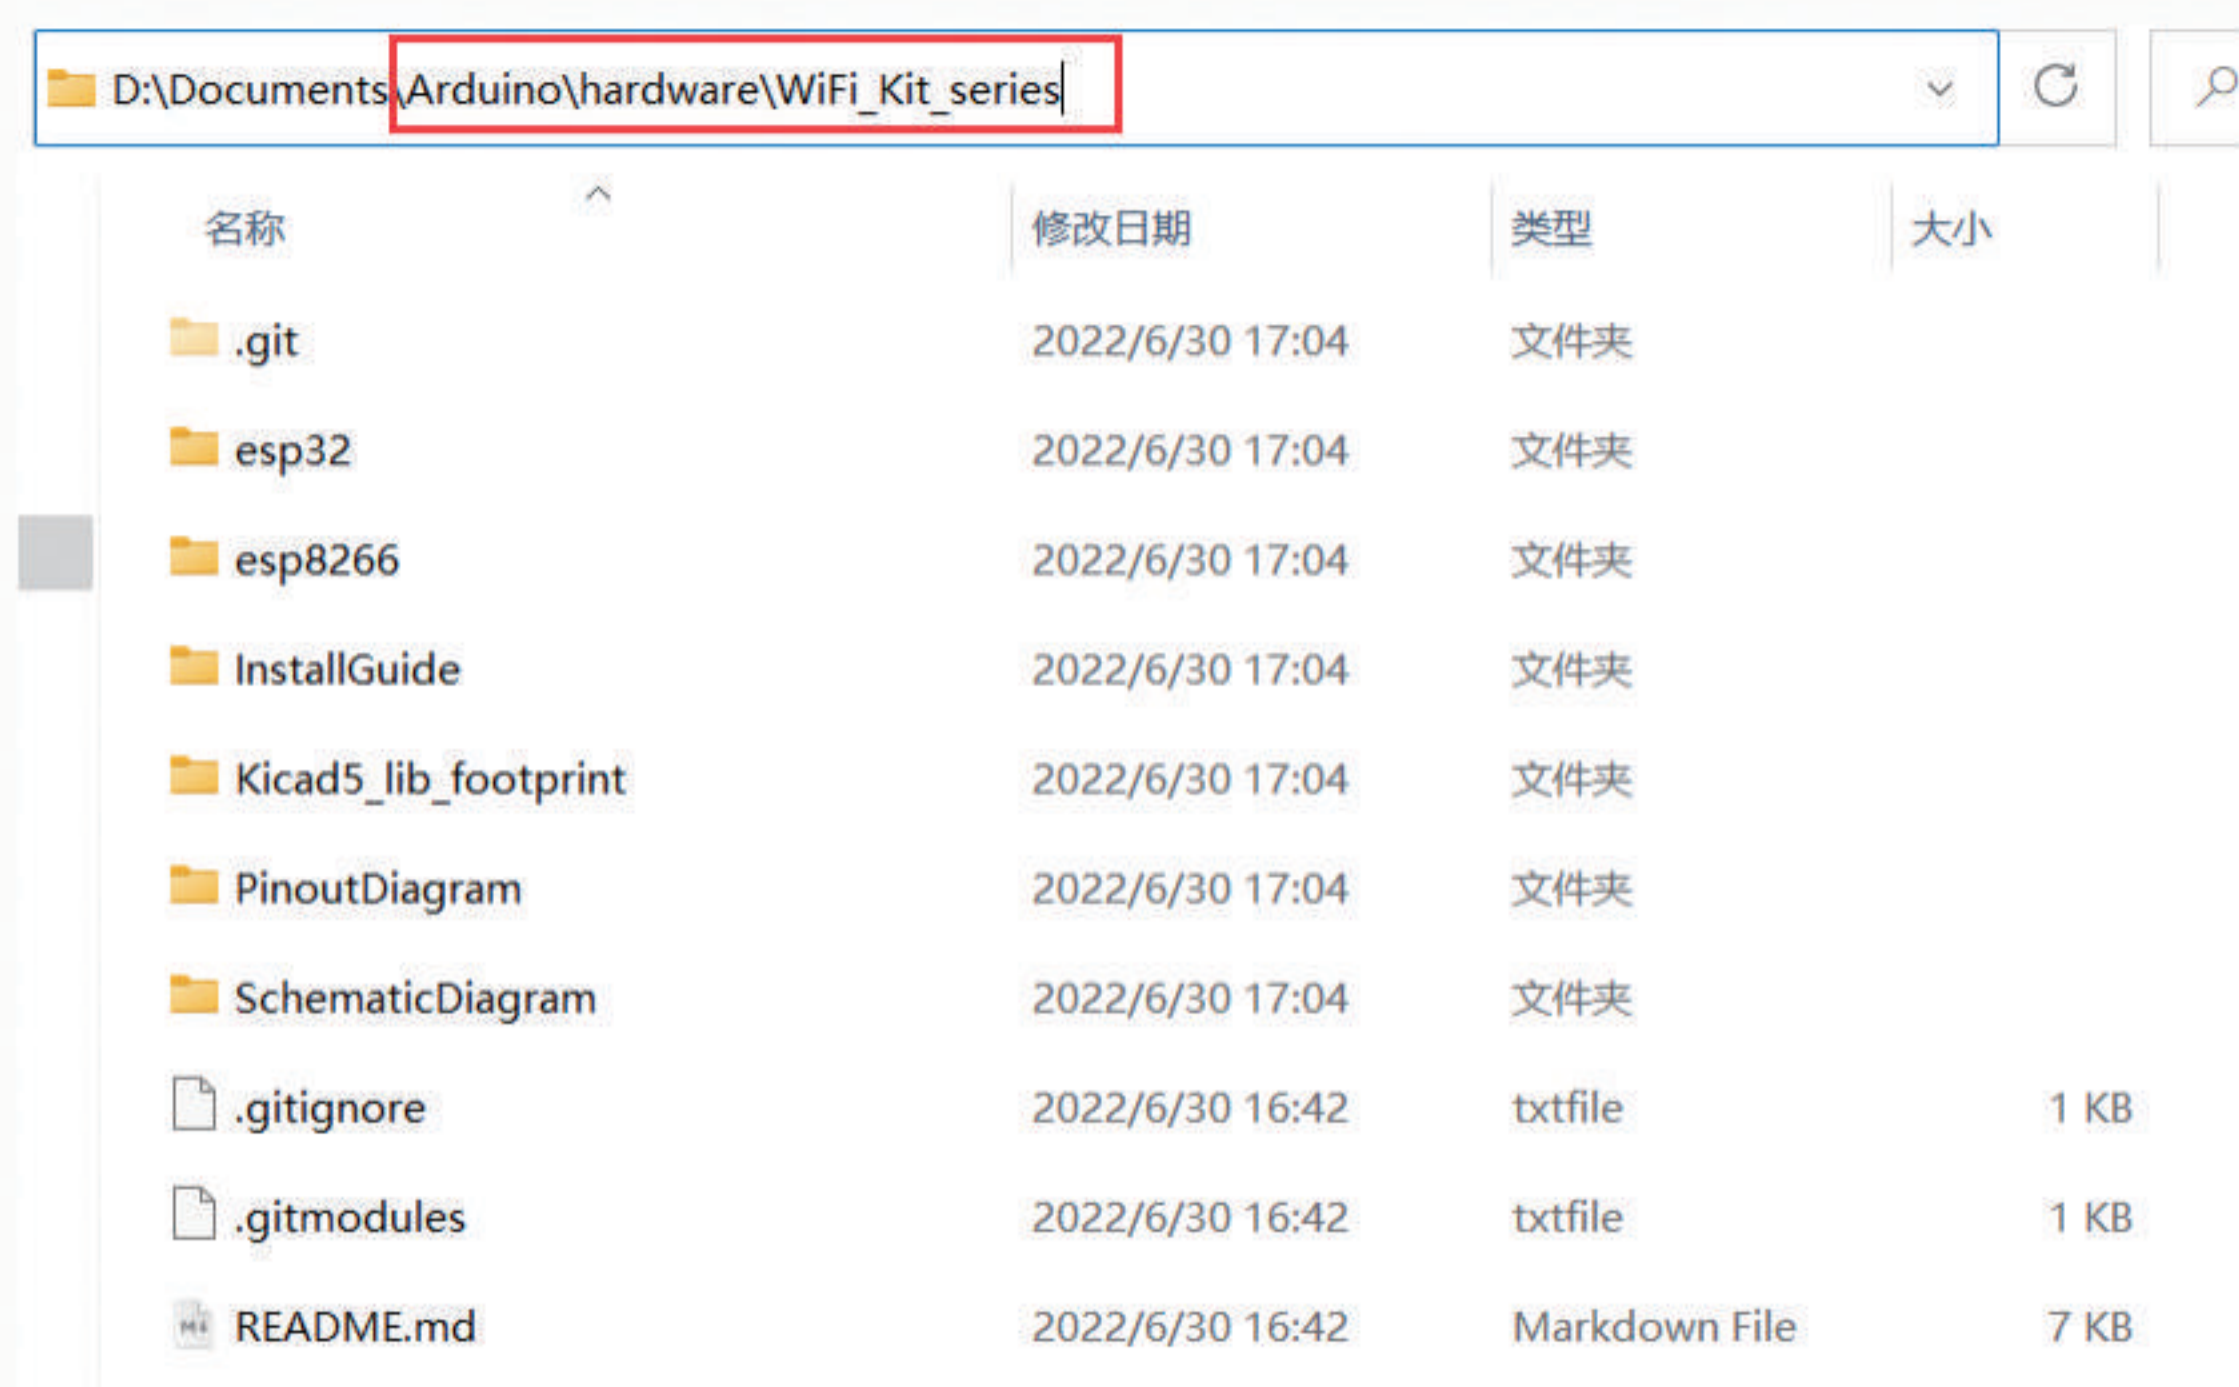 D:\Documents\Arduino\hardware\WiFi_Kit_series
名称 修改日期 类型 大小
.git 2022/6/30 17:04 文件夹
esp32 2022/6/30 17:04 文件夹
esp8266 2022/6/30 17:04 文件夹
InstallGuide 2022/6/30 17:04 文件夹
Kicad5_lib_footprint 2022/6/30 17:04 文件夹
PinoutDiagram 2022/6/30 17:04 文件夹
SchematicDiagram 2022/6/30 17:04 文件夹
.gitignore 2022/6/30 16:42 txtfile 1 KB
.gitmodules 2022/6/30 16:42 txtfile 1 KB
README.md 2022/6/30 16:42 Markdown File 7 KB